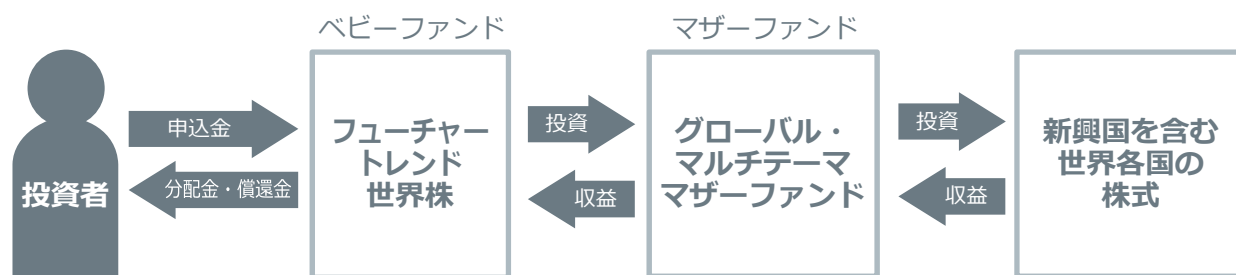 ベビーファンド
マザーファンド
投資者
申込金
分配金・償還金
フューチャー
トレンド
世界株
投資
収益
グローバル・
マルチテーマ
マザーファンド
投資
収益
新興国を含む
世界各国の
株式